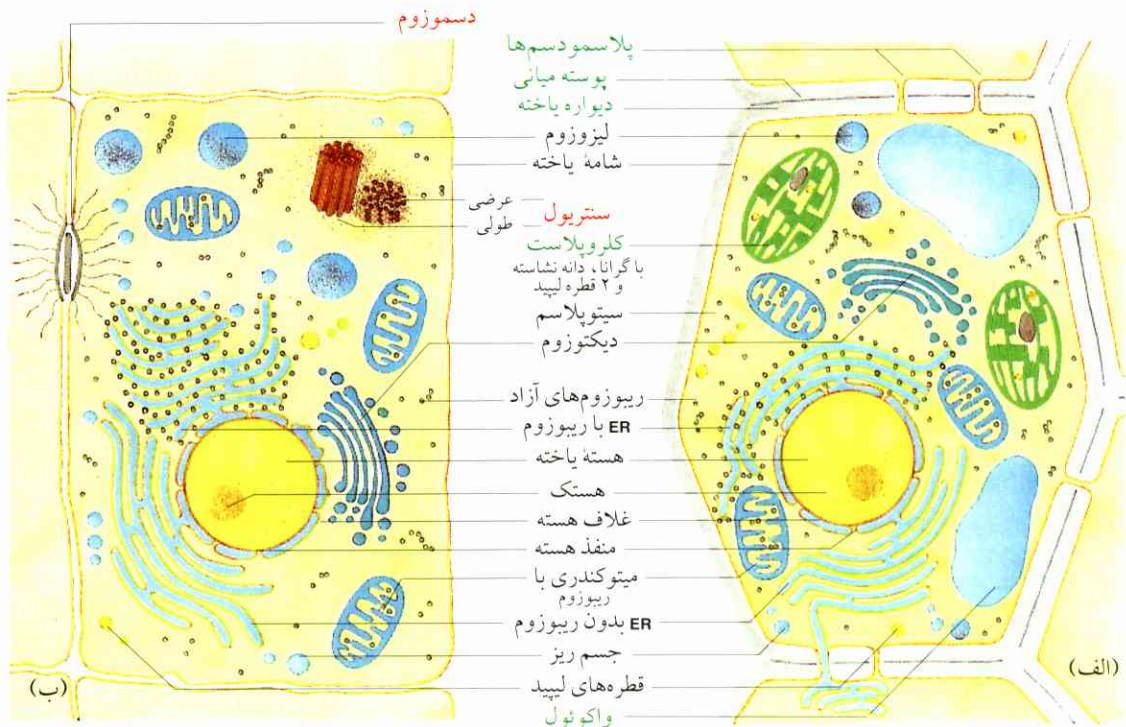 دسموزوم
پلاسمودسم‌ها
پوسته میانی
دیواره یاخته
لیزوزوم
شامهٔ یاخته
عرضی
سنتریول
طولی
کلروپلاست
با گرانا، دانه نشاسته
و ۲ قطره لیپید
سیتوپلاسم
دیکتوزوم
ریبوزوم‌های آزاد
ER با ریبوزوم
هستهٔ یاخته
هستک
غلاف هسته
منفذ هسته
میتوکندری با
ریبوزوم
ER بدون ریبوزوم
جسم ریز
(الف)
قطره‌های لیپید
(ب)
واکوئول